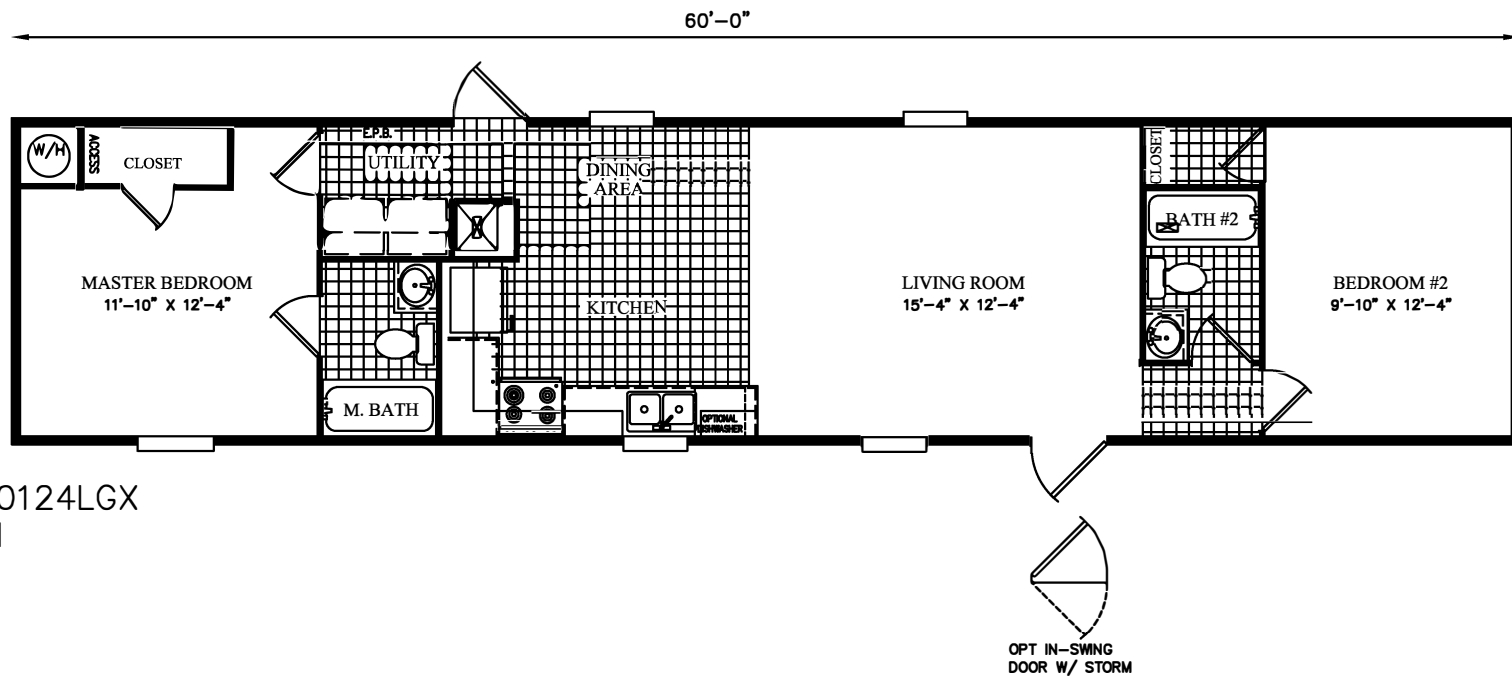 60'-0"
W/H
ACCESS
CLOSET
E.P.B.
UTILITY
DINING
AREA
CLOSET
BATH #2
MASTER BEDROOM
11'-10" X 12'-4"
KITCHEN
LIVING ROOM
15'-4" X 12'-4"
BEDROOM #2
9'-10" X 12'-4"
M. BATH
OPTIONAL
DISHWASHER
0124LGX
OPT IN-SWING
DOOR W/ STORM